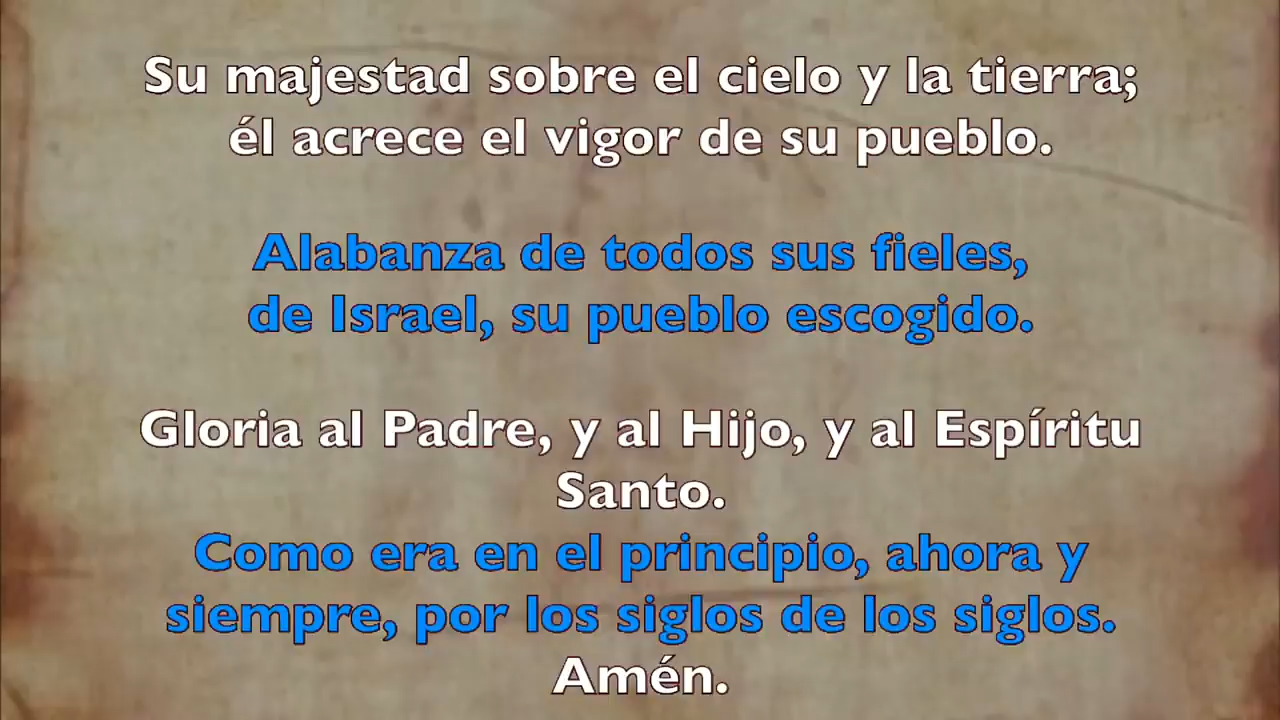 Su majestad sobre el cielo y la tierra;
él acrece el vigor de su pueblo.
Alabanza de todos sus fieles,
de Israel, su pueblo escogido.
Gloria al Padre, y al Hijo, y al Espíritu
Santo.
Como era en el principio, ahora y
siempre, por los siglos de los siglos.
Amén.